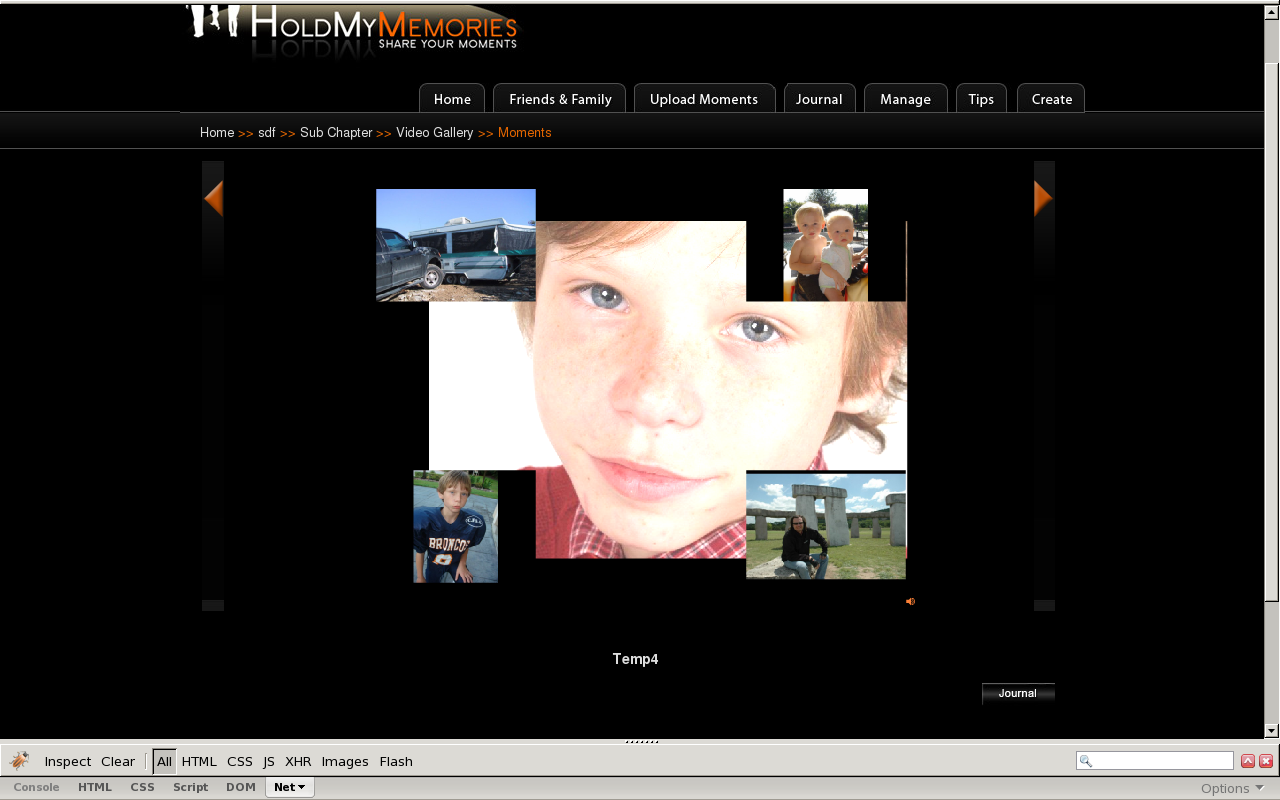 HOLDMYMEMORIES
SHARE YOUR MOMENTS
Home Friends & Family Upload Moments Journal Manage Tips Create
Home >> sdf >> Sub Chapter >> Video Gallery >> Moments
BRONCOS
Temp4
Journal
Inspect Clear All HTML CSS JS XHR Images Flash
Console HTML CSS Script DOM Net Options